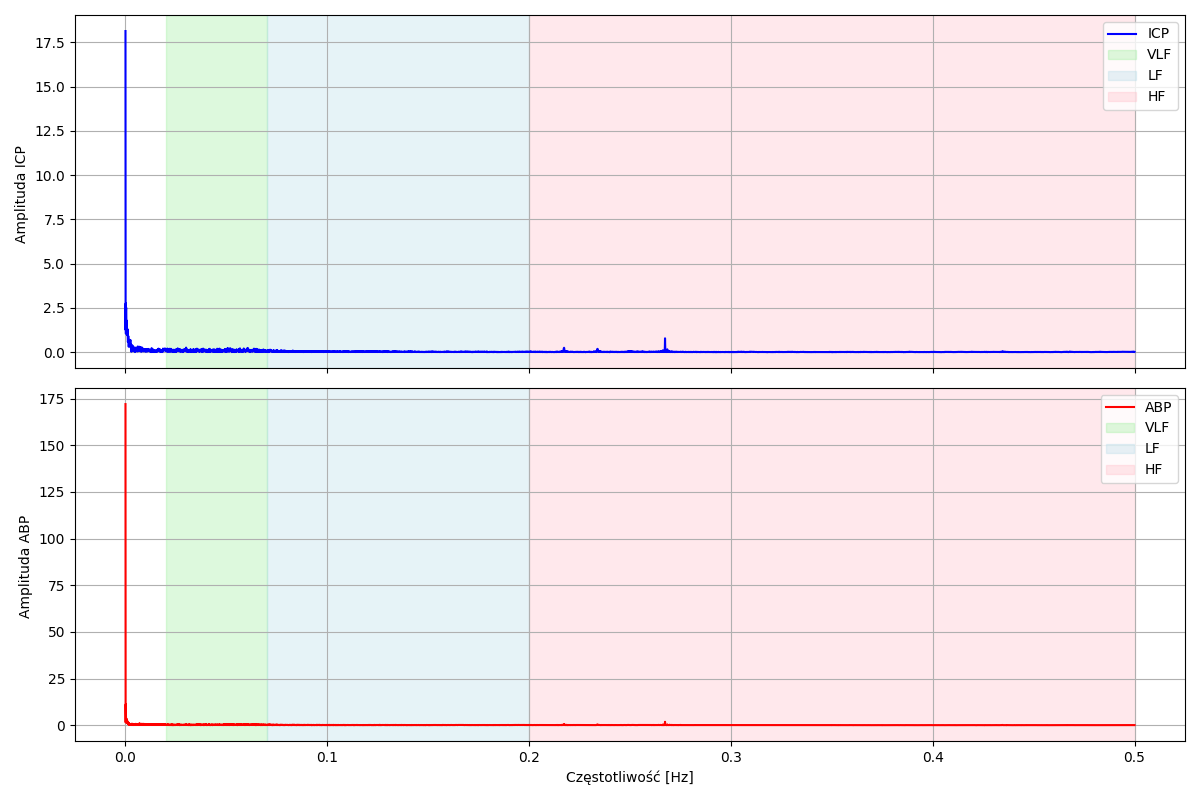 17.5
15.0
12.5
10.0
7.5
5.0
2.5
0.0
Amplituda ICP
ICP
VLF
LF
HF
175
150
125
100
75
50
25
0
Amplituda ABP
ABP
VLF
LF
HF
0.0 0.1 0.2 0.3 0.4 0.5
Częstotliwość [Hz]